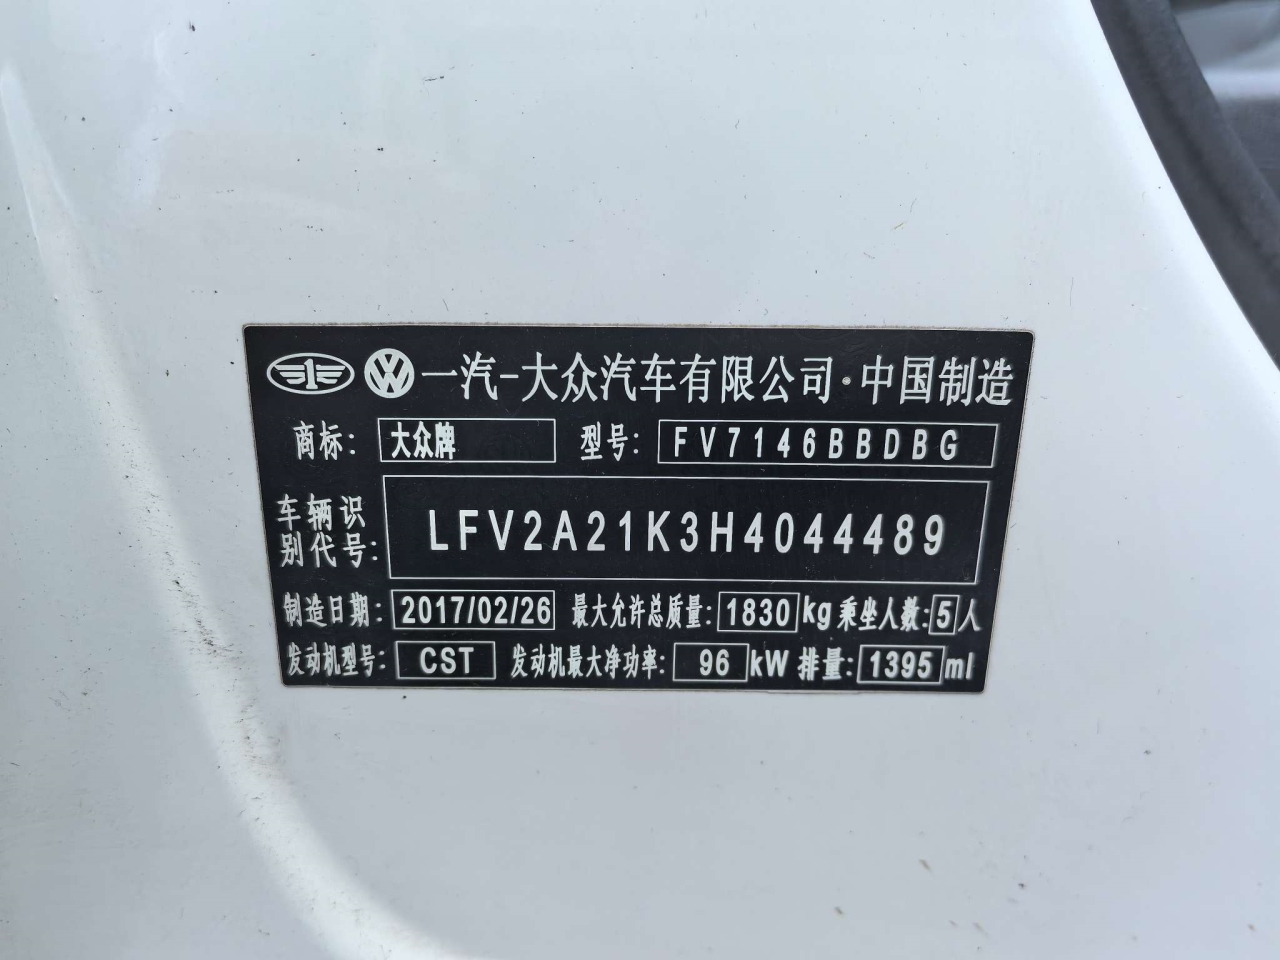 一汽-大众汽车有限公司·中国制造
商标: 大众牌 型号: FV7146BBDBG
车辆识别代号: LFV2A21K3H4044489
制造日期: 2017/02/26 最大允许总质量: 1830 kg 乘坐人数: 5 人
发动机型号: CST 发动机最大净功率: 96 kW 排量: 1395 ml